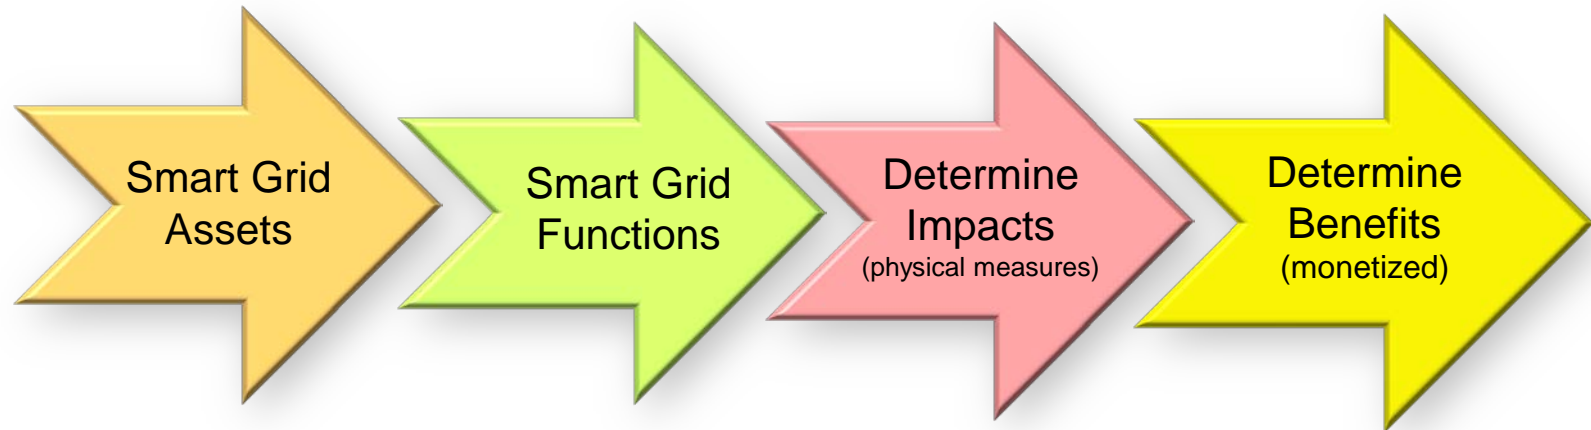 Smart Grid
Assets
Smart Grid
Functions
Determine
Impacts
(physical measures)
Determine
Benefits
(monetized)